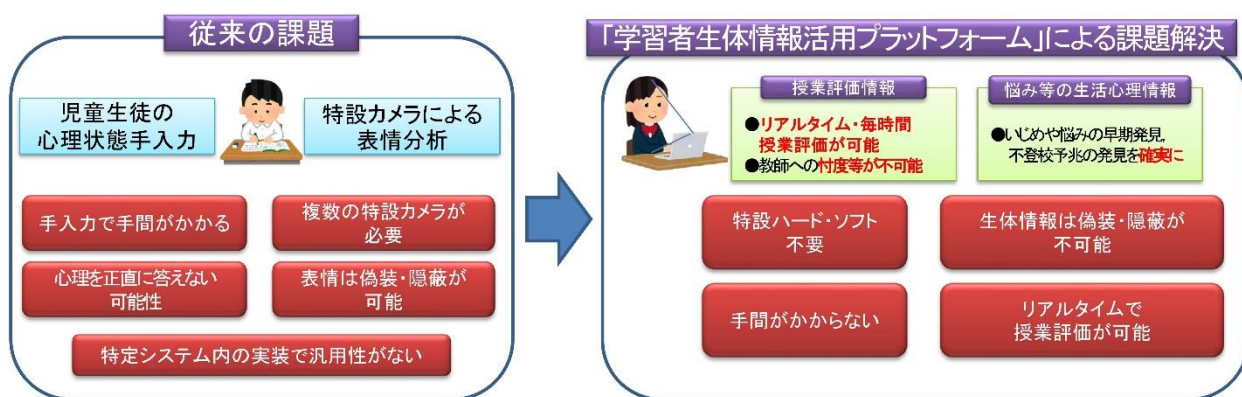 従来の課題
児童生徒の
心理状態手入力
特設カメラによる
表情分析
手入力で手間がかかる
複数の特設カメラが
必要
心理を正直に答えない
可能性
表情は偽装・隠蔽が
可能
特定システム内の実装で汎用性がない
「学習者生体情報活用プラットフォーム」による課題解決
授業評価情報
●リアルタイム・毎時間
授業評価が可能
●教師への忖度等が不可能
悩み等の生活心理情報
●いじめや悩みの早期発見,
不登校予兆の発見を確実に
特設ハード・ソフト
不要
生体情報は偽装・隠蔽が
不可能
手間がかからない
リアルタイムで
授業評価が可能